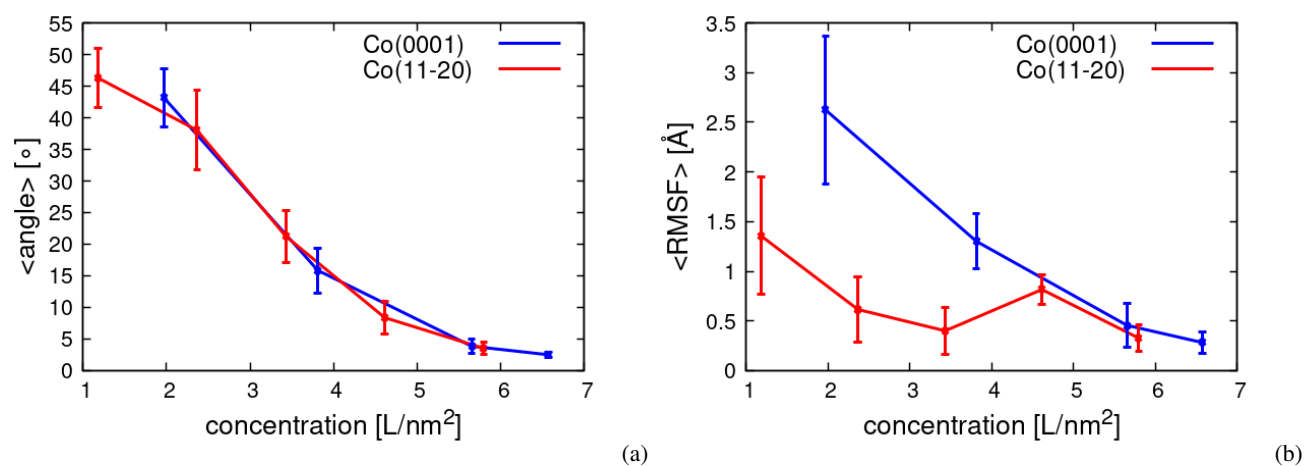 55
50
45
40
35
30
25
20
15
10
5
0
<angle> [∘]
Co(0001)
Co(11-20)
1 2 3 4 5 6 7
concentration [L/nm²]
(a)
3.5
3
2.5
2
1.5
1
0.5
0
<RMSF> [Å]
Co(0001)
Co(11-20)
1 2 3 4 5 6 7
concentration [L/nm²]
(b)